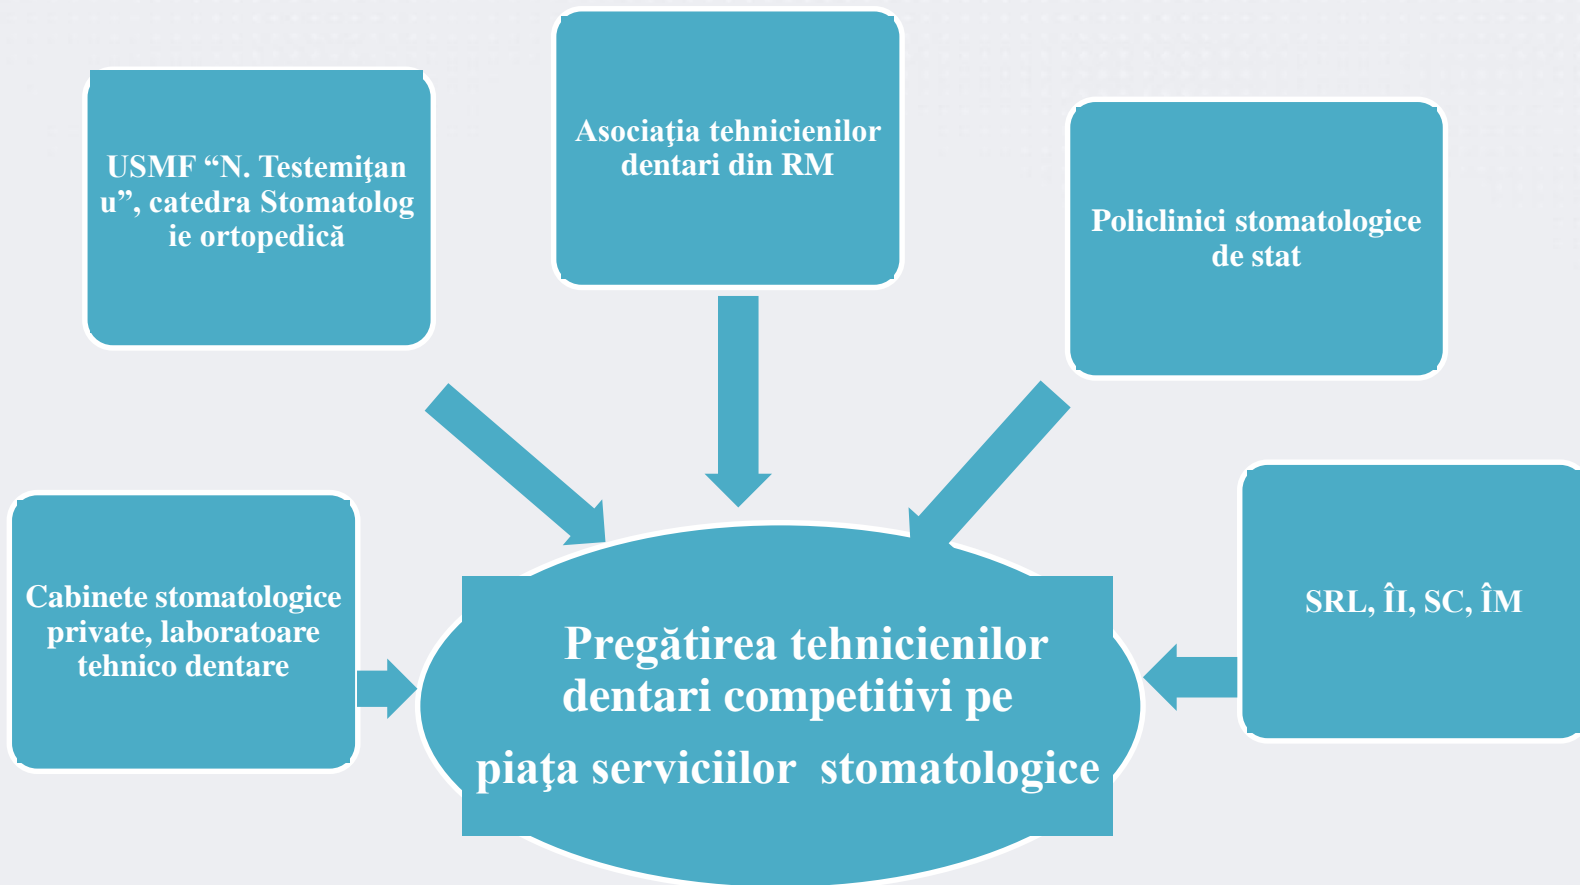 Asociaţia tehnicienilor
dentari din RM
USMF “N. Testemiţan
u”, catedra Stomatolog
ie ortopedică
Policlinici stomatologice
de stat
Cabinete stomatologice
private, laboratoare
tehnico dentare
SRL, ÎI, SC, ÎM
Pregătirea tehnicienilor
dentari competitivi pe
piaţa serviciilor stomatologice